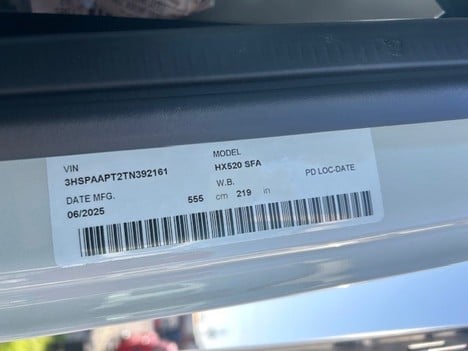 VIN MODEL
3HSPAAPT2TN392161 HX520 SFA
DATE MFG. W.B. PD LOC-DATE
06/2025 555 cm 219 in